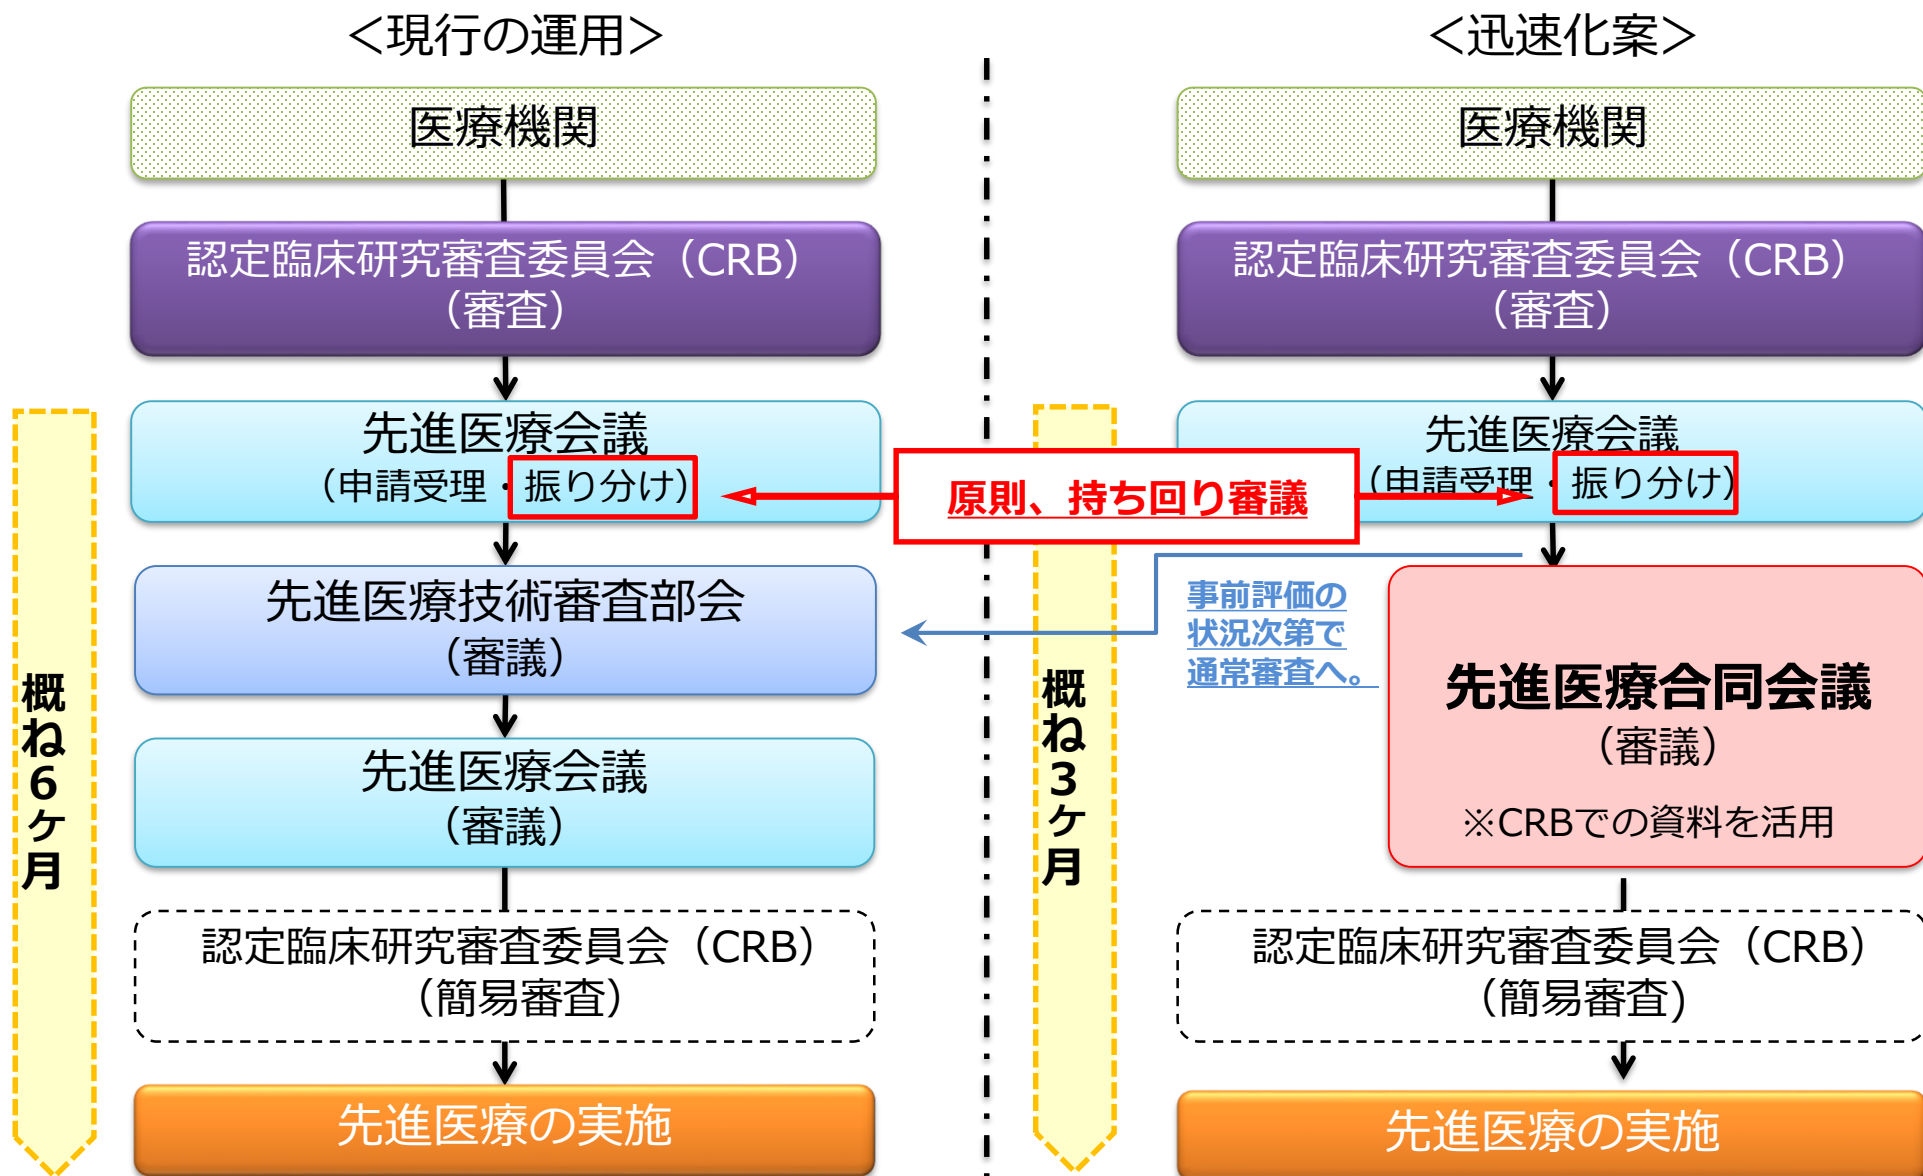 ＜現行の運用＞
医療機関
認定臨床研究審査委員会（CRB）
（審査）
先進医療会議
（申請受理・振り分け）
先進医療技術審査部会
（審議）
先進医療会議
（審議）
認定臨床研究審査委員会（CRB）
（簡易審査）
先進医療の実施
概ね６ケ月
原則、持ち回り審議
＜迅速化案＞
医療機関
認定臨床研究審査委員会（CRB）
（審査）
先進医療会議
（申請受理・振り分け）
事前評価の
状況次第で
通常審査へ。
先進医療合同会議
（審議）
※CRBでの資料を活用
認定臨床研究審査委員会（CRB）
（簡易審査)
先進医療の実施
概ね３ケ月